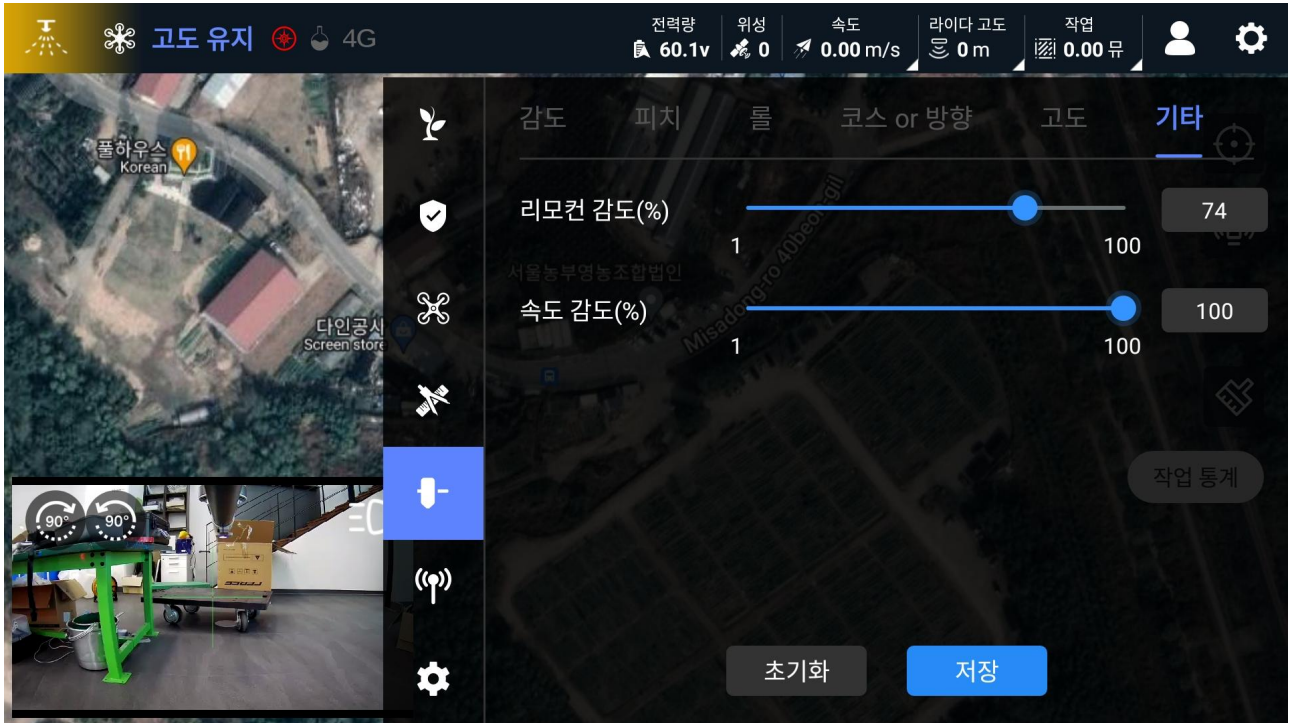 고도 유지
4G
전력량
60.1v
위성
0
속도
0.00 m/s
라이다 고도
0 m
작엽
0.00 뮤
감도
피치
롤
코스 or 방향
고도
기타
풀하우스
Korean
리모컨 감도(%)
74
1
100
서울농부영농조합법인
Misadong-ro 40beon-gil
속도 감도(%)
100
1
100
다인공사
Screen store
작업 통계
90°
90°
초기화
저장